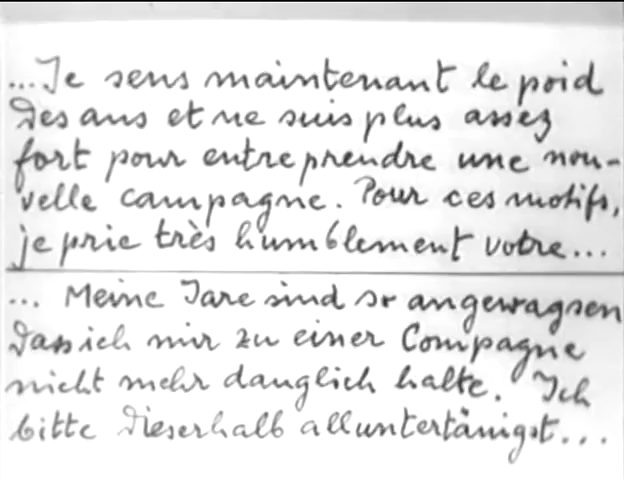 ...Je sens maintenant le poid
des ans et ne suis plus assez
fort pour entreprendre une nou-
velle campagne. Pour ces motifs,
je prie très humblement votre...
... Meine Jare sind so angewagsen
Dass ich mir zu einer Compagne
nicht mehr dauglich halte. Ich
bitte dieserhalb alluntertänigst...